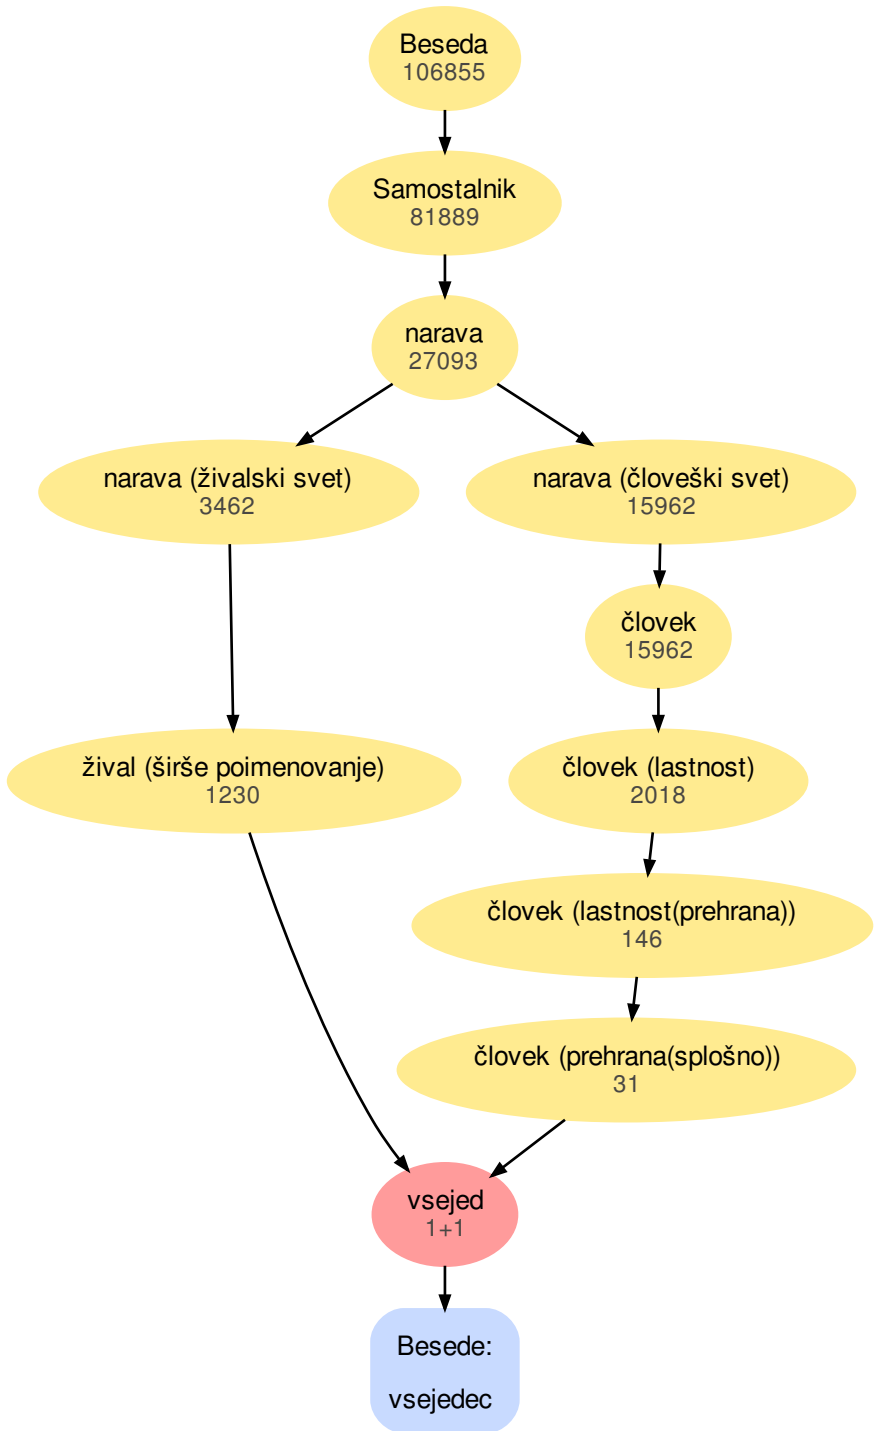 Beseda
106855
Samostalnik
81889
narava
27093
narava (živalski svet)
3462
narava (človeški svet)
15962
človek
15962
žival (širše poimenovanje)
1230
človek (lastnost)
2018
človek (lastnost(prehrana))
146
človek (prehrana(splošno))
31
vsejed
1+1
Besede:
vsejedec